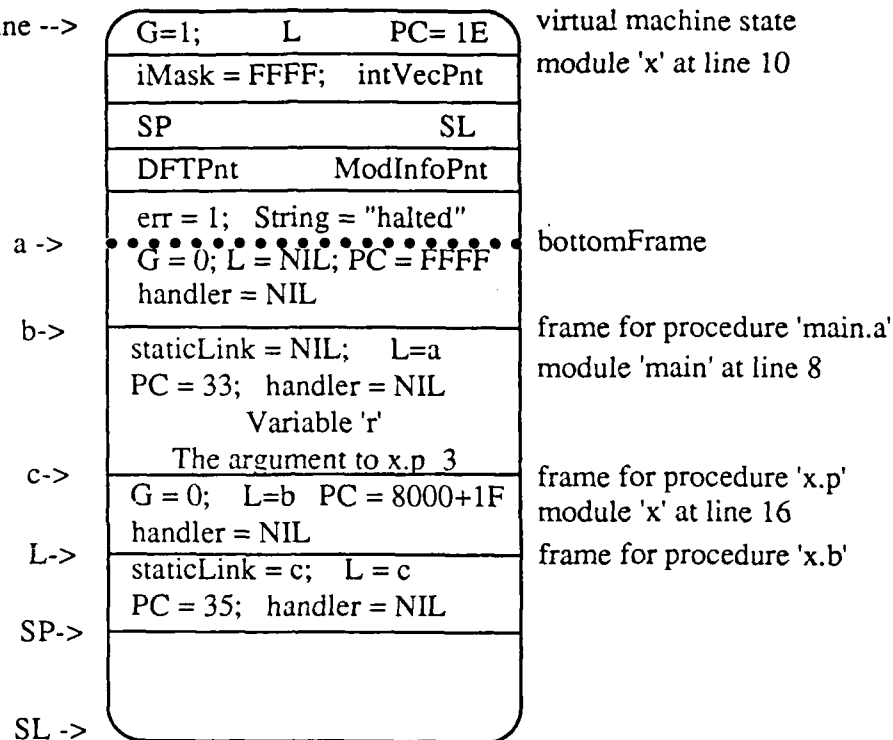 ne --> G=1; L PC= 1E virtual machine state
iMask = FFFF; intVecPnt module 'x' at line 10
SP SL
DFTPnt ModInfoPnt
err = 1; String = "halted"
a -> bottomFrame
G = 0; L = NIL; PC = FFFF
handler = NIL
b-> frame for procedure 'main.a'
staticLink = NIL; L=a module 'main' at line 8
PC = 33; handler = NIL
Variable 'r'
The argument to x.p 3
c-> frame for procedure 'x.p'
G = 0; L=b PC = 8000+1F module 'x' at line 16
handler = NIL
L-> frame for procedure 'x.b'
staticLink = c; L = c
PC = 35; handler = NIL
SP->
SL ->